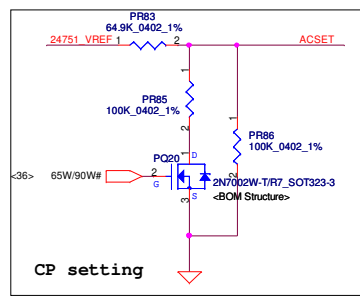 PR83
64.9K_0402_1%
24751_VREF 1 2 ACSET
1
PR85
100K_0402_1%
2
1
PR86
100K_0402_1%
2
PQ20
1
D
<36> 65W/90W# 2
G
S
3
2N7002W-T/R7_SOT323-3
<BOM Structure>
CP setting